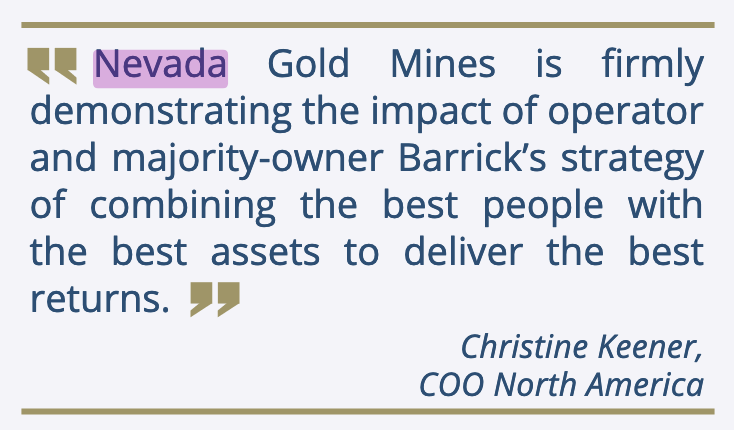 ❞ Nevada Gold Mines is firmly
demonstrating the impact of operator
and majority-owner Barrick’s strategy
of combining the best people with
the best assets to deliver the best
returns. ❞
Christine Keener,
COO North America